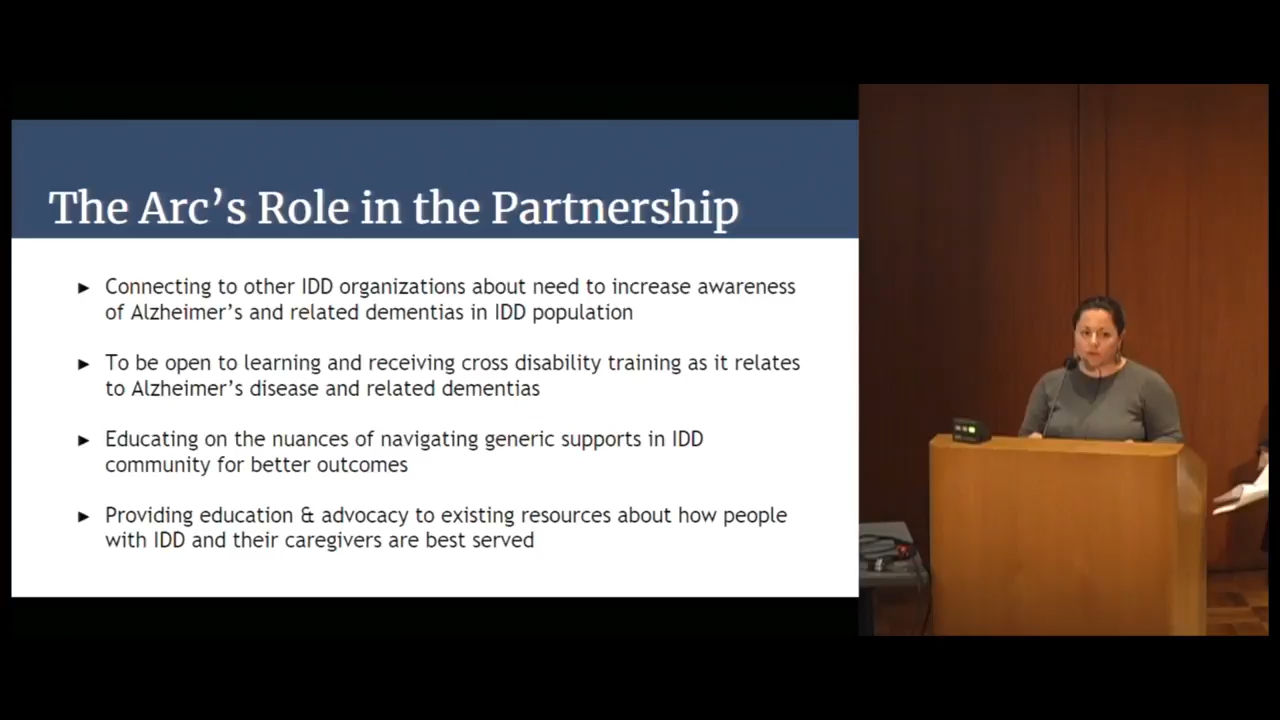 The Arc’s Role in the Partnership
► Connecting to other IDD organizations about need to increase awareness
of Alzheimer’s and related dementias in IDD population
► To be open to learning and receiving cross disability training as it relates
to Alzheimer’s disease and related dementias
► Educating on the nuances of navigating generic supports in IDD
community for better outcomes
► Providing education & advocacy to existing resources about how people
with IDD and their caregivers are best served